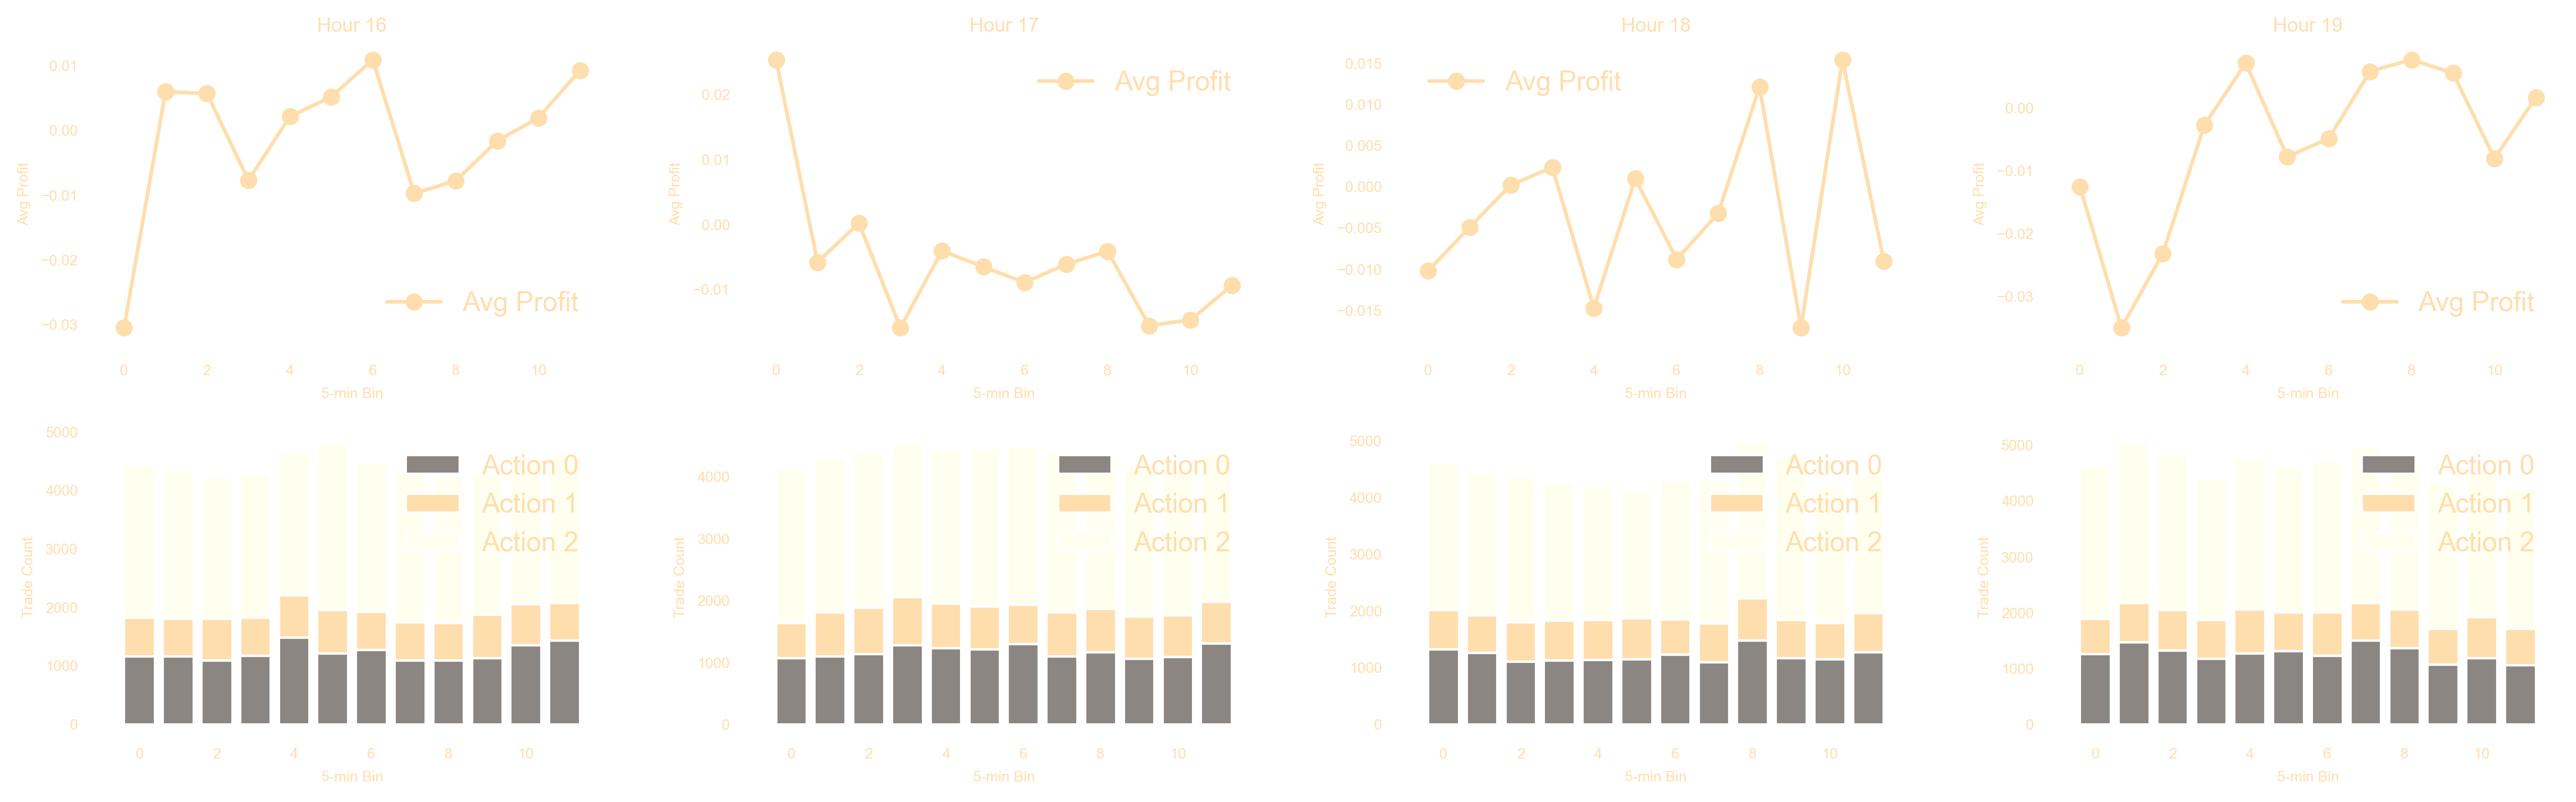 Hour 16
0.01
0.00
−0.01
−0.02
−0.03
Avg Profit
Avg Profit
0 2 4 6 8 10
5-min Bin
Hour 17
0.02
0.01
0.00
−0.01
Avg Profit
Avg Profit
0 2 4 6 8 10
5-min Bin
Hour 18
0.015
0.010
0.005
0.000
−0.005
−0.010
−0.015
Avg Profit
Avg Profit
0 2 4 6 8 10
5-min Bin
Hour 19
0.00
−0.01
−0.02
−0.03
Avg Profit
Avg Profit
0 2 4 6 8 10
5-min Bin
5000
4000
3000
2000
1000
0
Trade Count
Action 0
Action 1
Action 2
0 2 4 6 8 10
5-min Bin
4000
3000
2000
1000
0
Trade Count
Action 0
Action 1
Action 2
0 2 4 6 8 10
5-min Bin
5000
4000
3000
2000
1000
0
Trade Count
Action 0
Action 1
Action 2
0 2 4 6 8 10
5-min Bin
5000
4000
3000
2000
1000
0
Trade Count
Action 0
Action 1
Action 2
0 2 4 6 8 10
5-min Bin